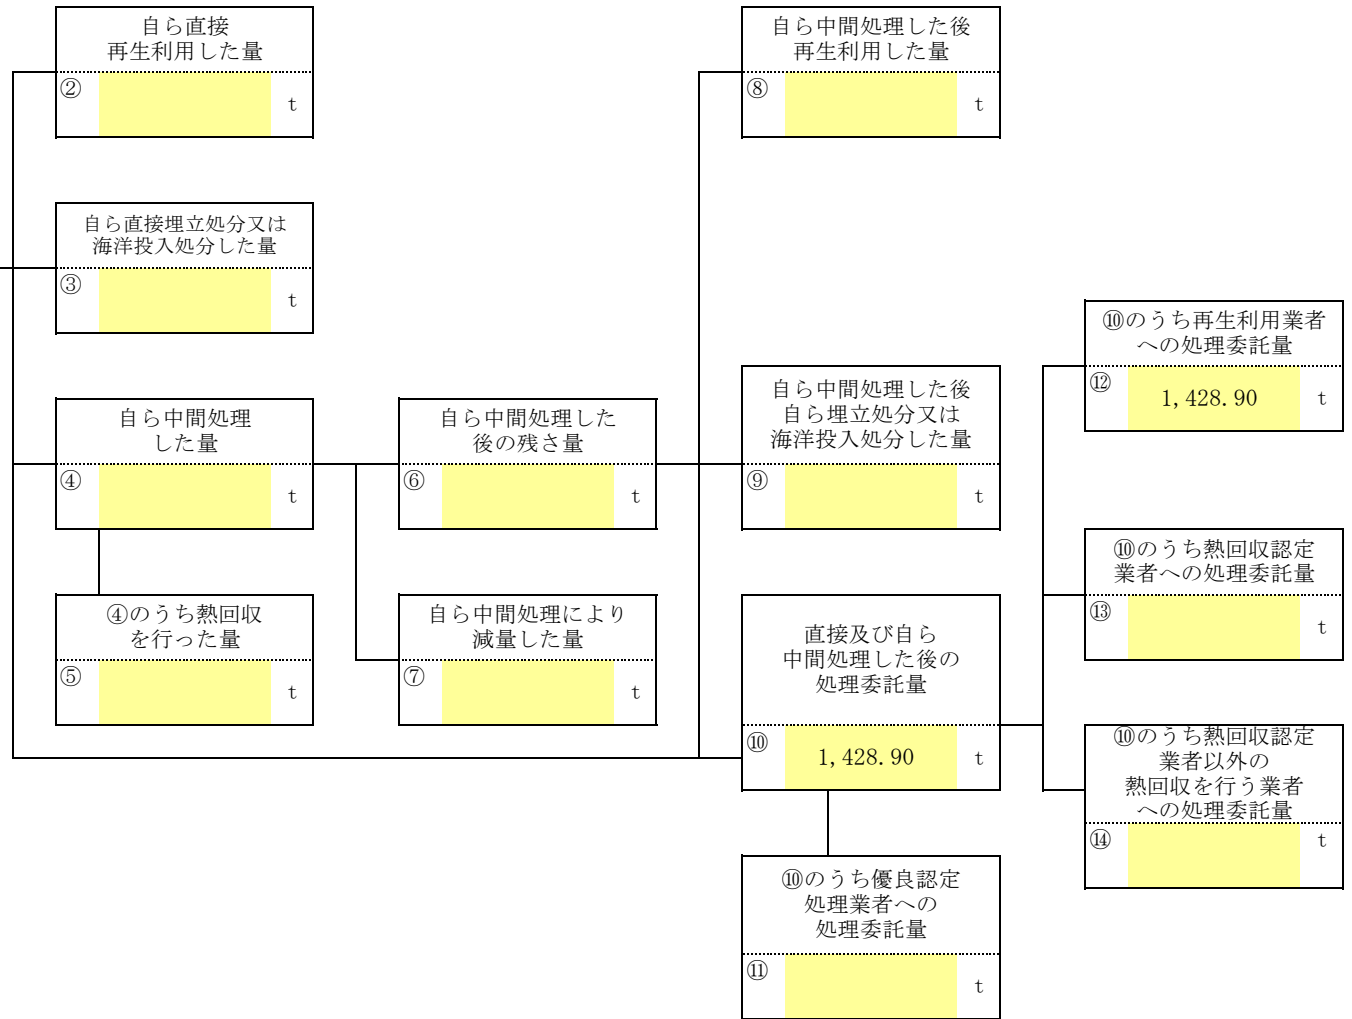 自ら直接
再生利用した量
② t
自ら直接埋立処分又は
海洋投入処分した量
③ t
自ら中間処理
した量
④ t
④のうち熱回収
を行った量
⑤ t
自ら中間処理した
後の残さ量
⑥ t
自ら中間処理により
減量した量
⑦ t
自ら中間処理した後
再生利用した量
⑧ t
自ら中間処理した後
自ら埋立処分又は
海洋投入処分した量
⑨ t
直接及び自ら
中間処理した後の
処理委託量
⑩ 1,428.90 t
⑩のうち優良認定
処理業者への
処理委託量
⑪ t
⑩のうち再生利用業者
への処理委託量
⑫ 1,428.90 t
⑩のうち熱回収認定
業者への処理委託量
⑬ t
⑩のうち熱回収認定
業者以外の
熱回収を行う業者
への処理委託量
⑭ t